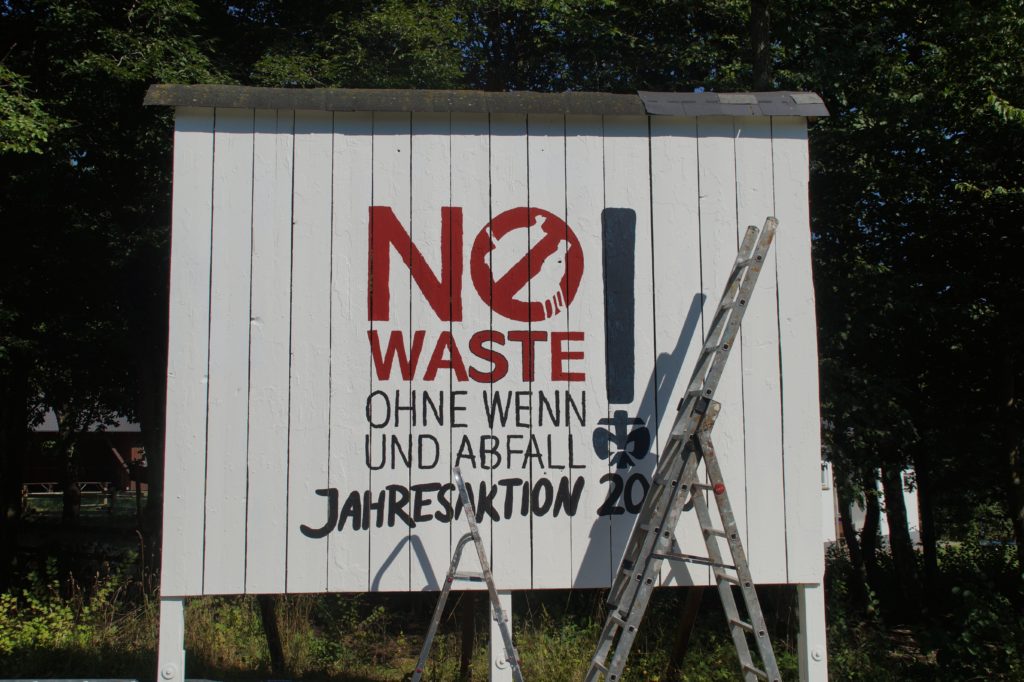 NO!
WASTE
OHNE WENN
UND ABFALL
JAHRESAKTION